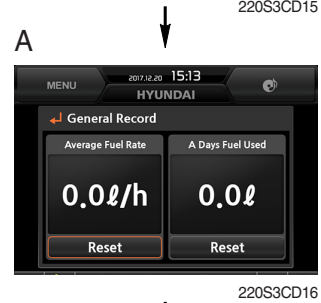 220S3CD15
A
MENU
2017.12.20 15:13
HYUNDAI
General Record
Average Fuel Rate
A Days Fuel Used
0.0ℓ/h
0.0ℓ
Reset
Reset
220S3CD16